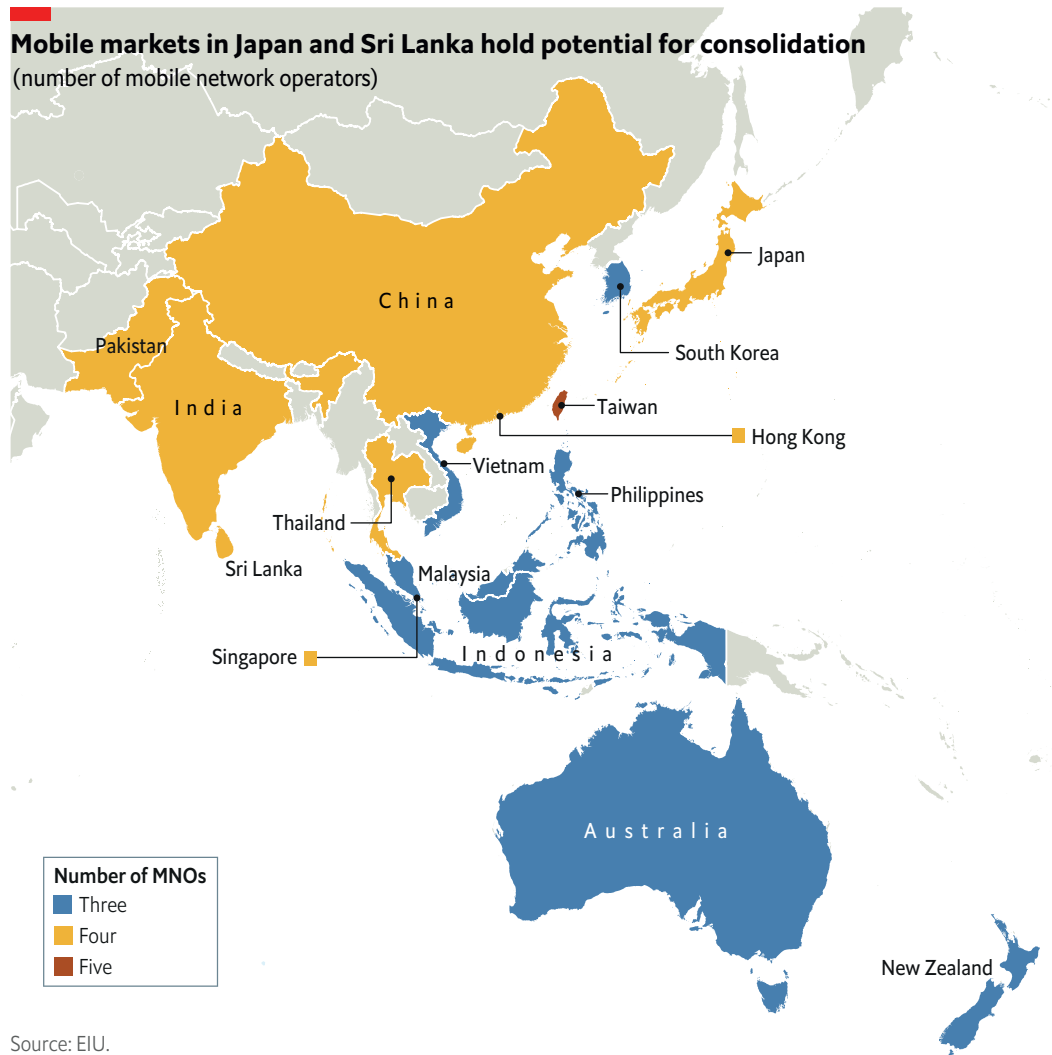 Mobile markets in Japan and Sri Lanka hold potential for consolidation
(number of mobile network operators)
Japan
China
Pakistan
South Korea
India
Taiwan
Hong Kong
Vietnam
Philippines
Thailand
Sri Lanka
Malaysia
Singapore
Indonesia
Australia
Number of MNOs
Three
Four
Five
New Zealand
Source: EIU.